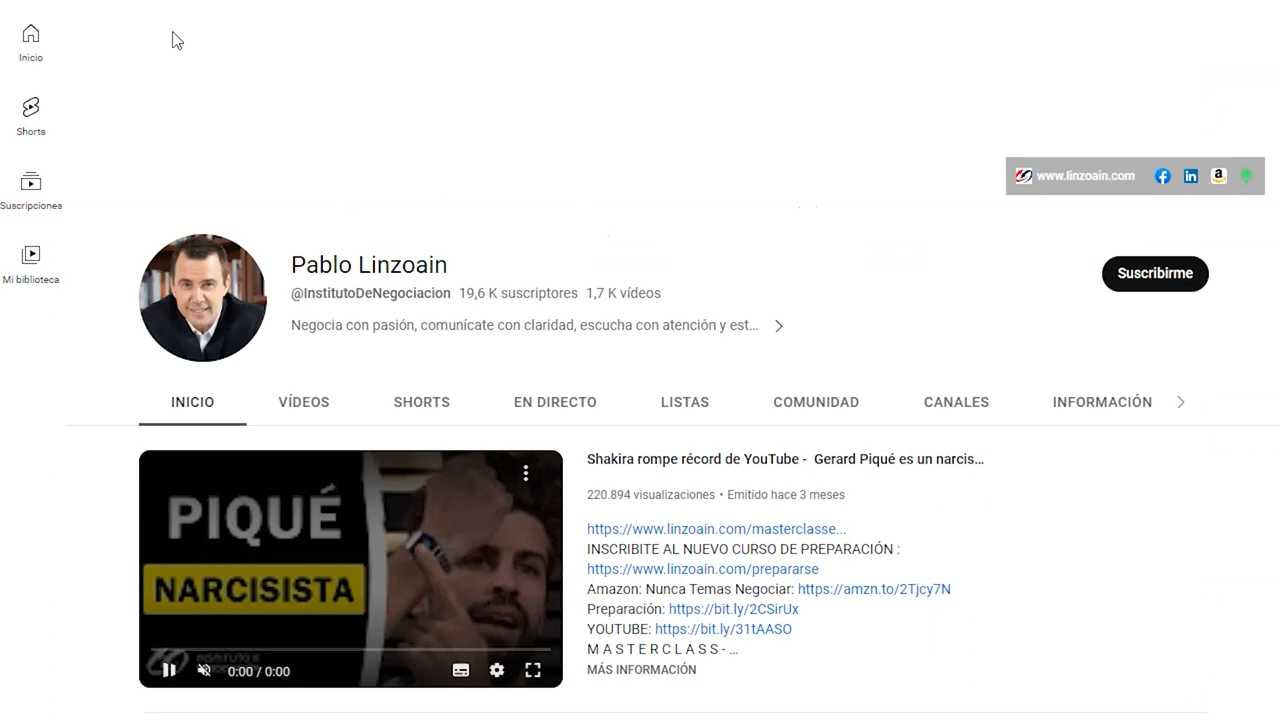 Inicio
Shorts
Suscripciones
Mi biblioteca
www.linzoain.com
Pablo Linzoain
@InstitutoDeNegociacion 19,6 K suscriptores 1,7 K vídeos
Suscribirme
Negocia con pasión, comunícate con claridad, escucha con atención y est...
INICIO VÍDEOS SHORTS EN DIRECTO LISTAS COMUNIDAD CANALES INFORMACIÓN
PIQUÉ
NARCISISTA
0:00 / 0:00
Shakira rompe récord de YouTube - Gerard Piqué es un narcis...
220.894 visualizaciones • Emitido hace 3 meses
https://www.linzoain.com/masterclasse...
INSCRIBITE AL NUEVO CURSO DE PREPARACIÓN :
https://www.linzoain.com/prepararse
Amazon: Nunca Temas Negociar: https://amzn.to/2Tjcy7N
Preparación: https://bit.ly/2CSirUx
YOUTUBE: https://bit.ly/31tAASO
M A S T E R C L A S S - ...
MÁS INFORMACIÓN